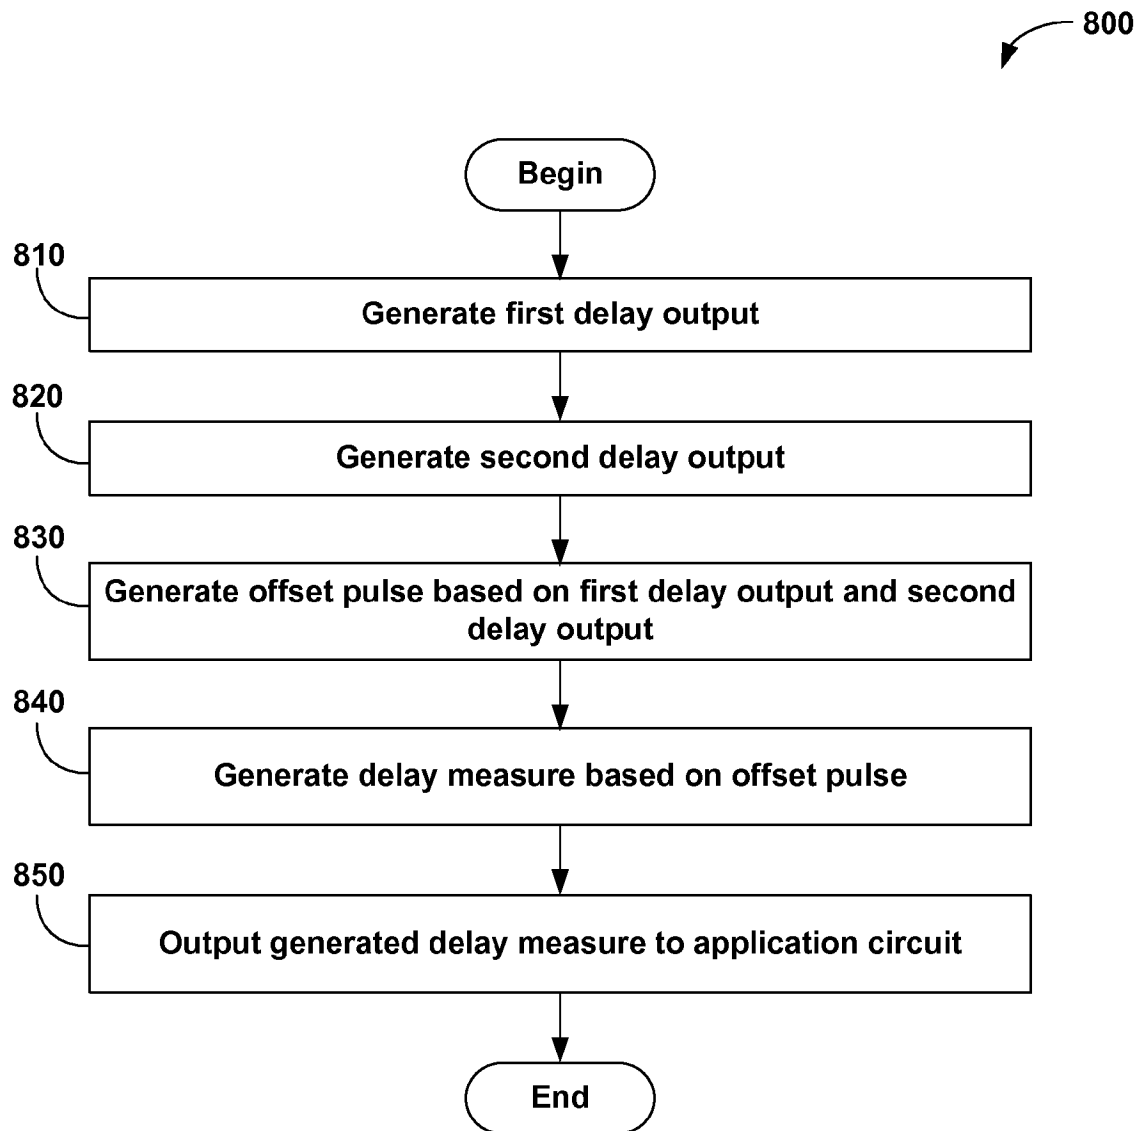 800
Begin
810
Generate first delay output
820
Generate second delay output
830
Generate offset pulse based on first delay output and second
delay output
840
Generate delay measure based on offset pulse
850
Output generated delay measure to application circuit
End